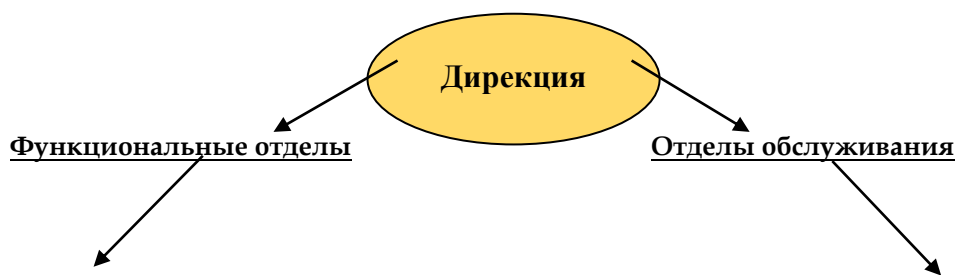 Дирекция
Функциональные отделы
Отделы обслуживания